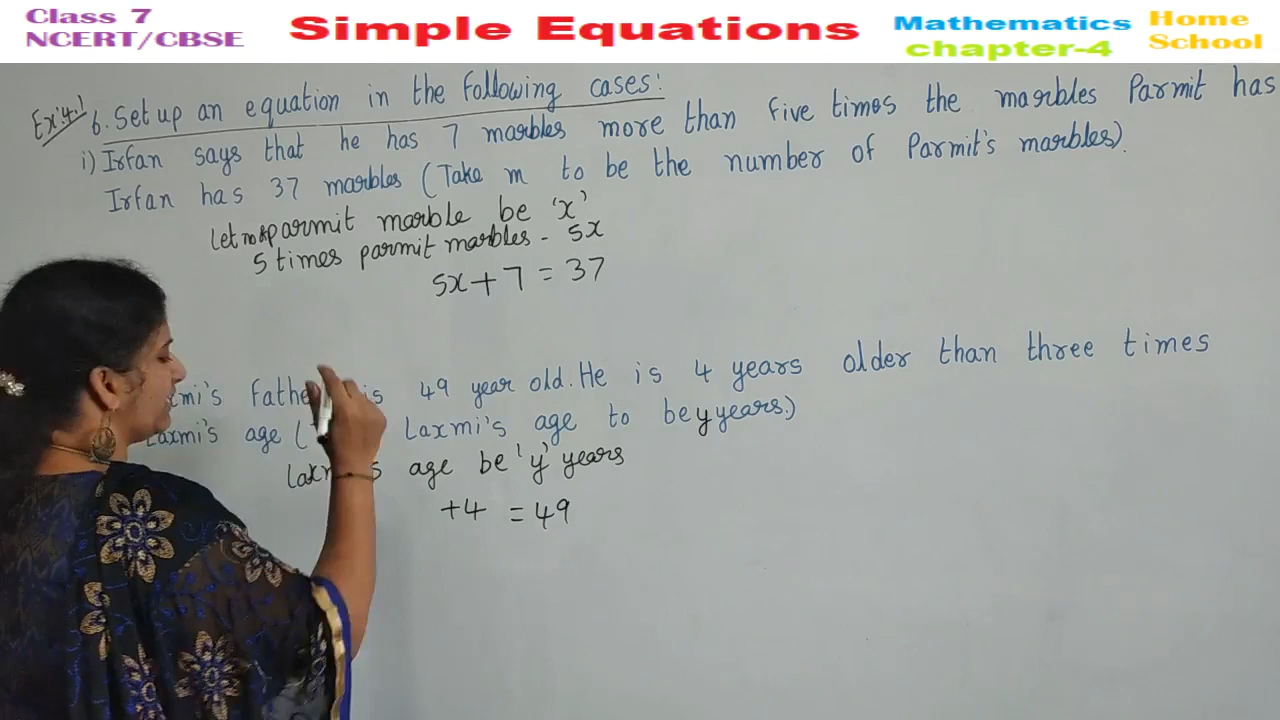 Class 7
NCERT/CBSE
Simple Equations
Mathematics
chapter-4
Home
School
Ex:4.1
6. Set up an equation in the following cases:
i) Irfan says that he has 7 marbles more than five times the marbles Parmit has
Irfan has 37 marbles (Take m to be the number of Parmit's marbles).
let parmit marble be 'x'
5 times parmit marbles - 5x
5x+7 = 37
Father is 49 year old. He is 4 years older than three times
Laxmi's age ( Laxmi's age to be y years.)
age be 'y' years
+4 = 49